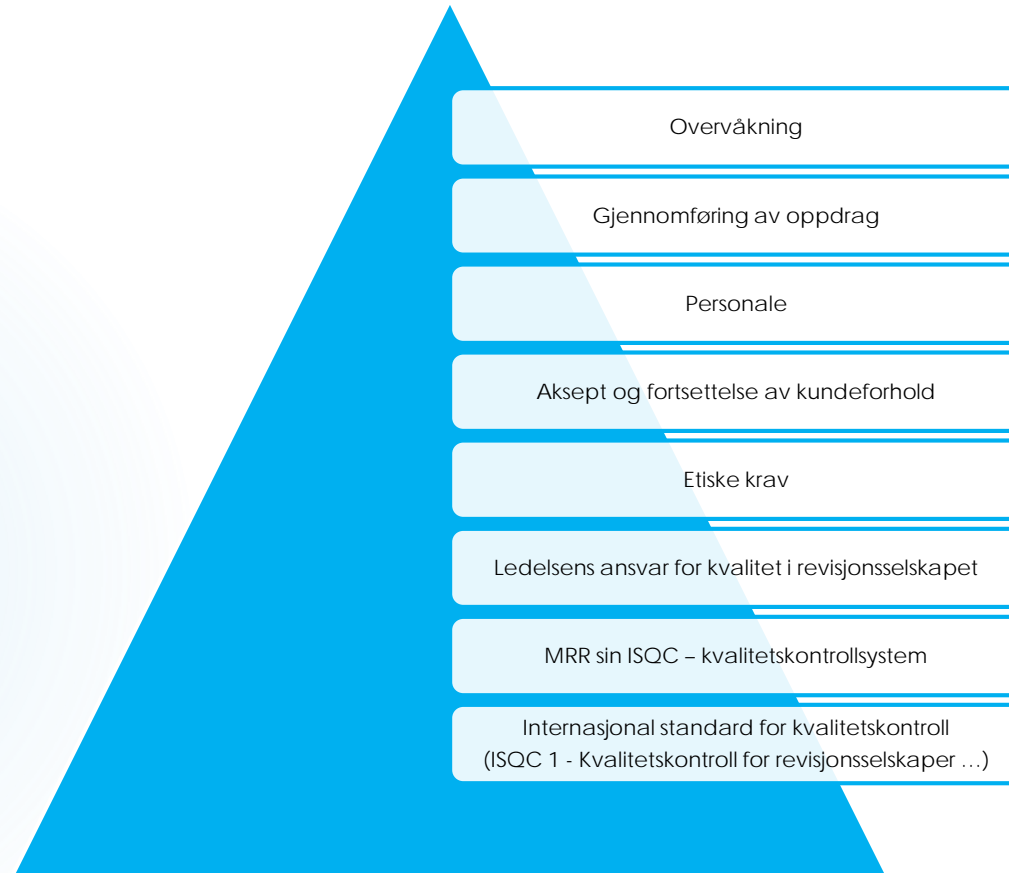 Overvåkning
Gjennomføring av oppdrag
Personale
Aksept og fortsettelse av kundeforhold
Etiske krav
Ledelsens ansvar for kvalitet i revisjonsselskapet
MRR sin ISQC – kvalitetskontrollsystem
Internasjonal standard for kvalitetskontroll
(ISQC 1 - Kvalitetskontroll for revisjonsselskaper …)